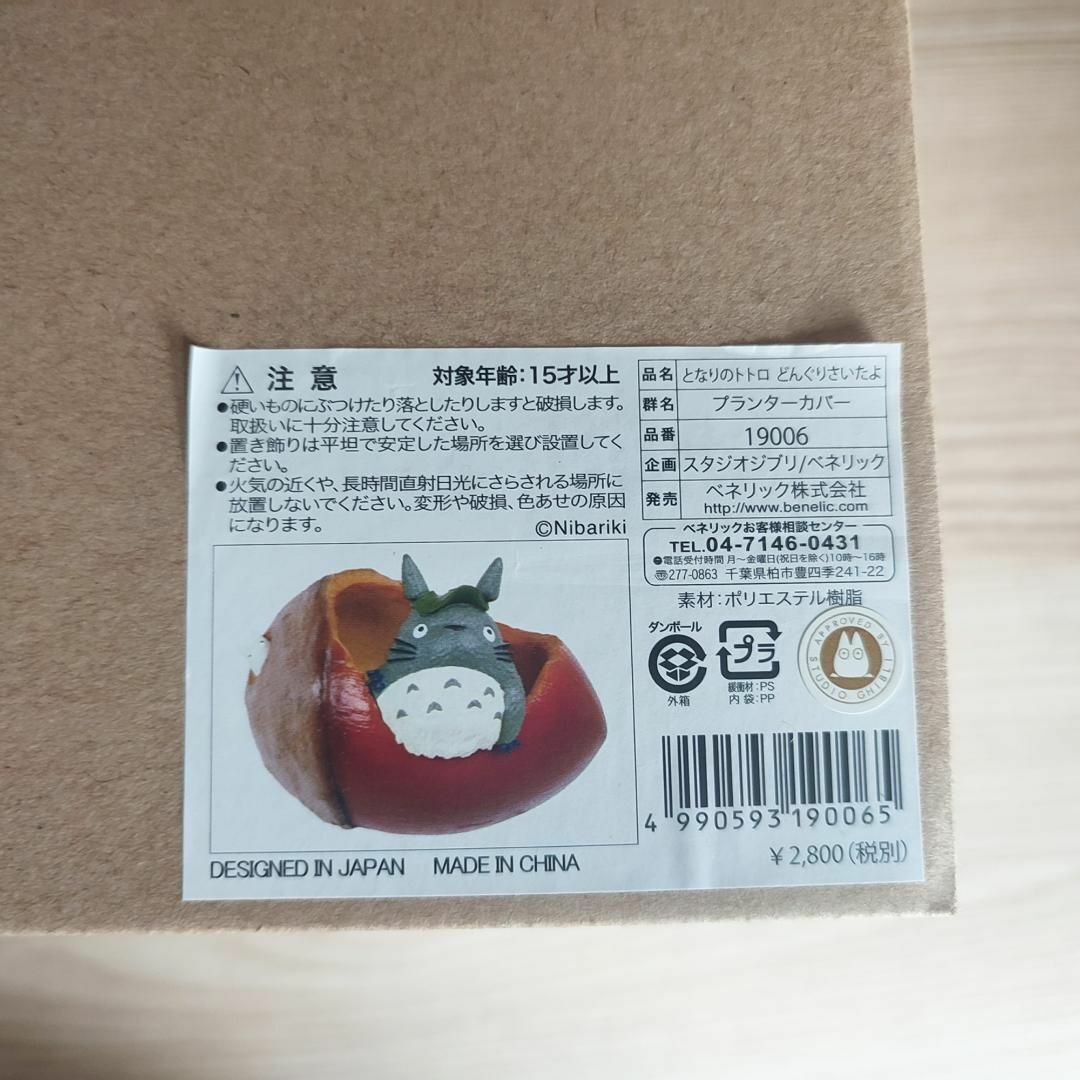 注意 対象年齢：15才以上
●硬いものにぶつけたり落としたりしますと破損します。
取扱いに十分注意してください。
●置き飾りは平坦で安定した場所を選び設置してく
ださい。
●火気の近くや、長時間直射日光にさらされる場所に
放置しないでください。変形や破損、色あせの原因
になります。
©Nibariki
DESIGNED IN JAPAN MADE IN CHINA
品名 となりのトトロ どんぐりさいたよ
群名 プランターカバー
品番 19006
企画 スタジオジブリ/ベネリック
発売 ベネリック株式会社
http://www.benelic.com
ベネリックお客様相談センター
TEL.04-7146-0431
●電話受付時間 月～金曜日(祝日を除く)10時～16時
〠277-0863 千葉県柏市豊四季241-22
素材：ポリエステル樹脂
ダンボール
外箱
プラ
緩衝材：PS
内袋：PP
APPROVED BY STUDIO GHIBLI
4 990593 190065
￥2,800(税別)